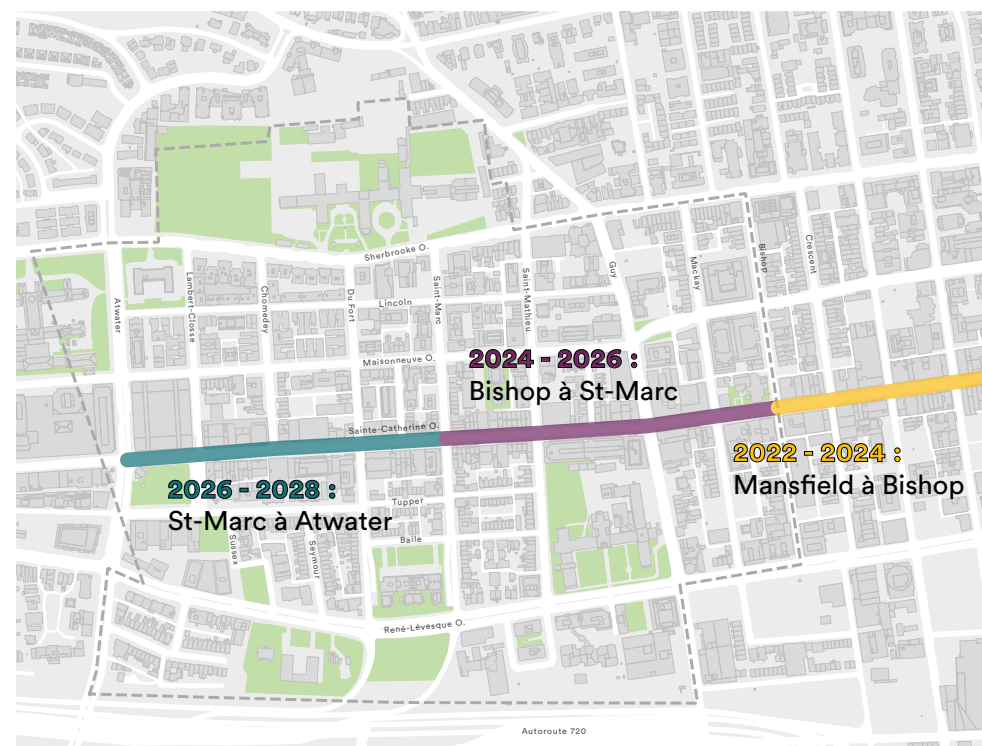 Sherbrooke O.
Bishop
Crescent
Guy
Mackay
Atwater
Lambert-Closse
Chomedey
Du Fort
Lincoln
Saint-Marc
Saint-Mathieu
Maisonneuve O.
2024 - 2026 :
Bishop à St-Marc
Sainte-Catherine O.
2022 - 2024 :
Mansfield à Bishop
2026 - 2028 :
St-Marc à Atwater
Tupper
Baile
Sussex
Seymour
René-Lévesque O.
Autoroute 720